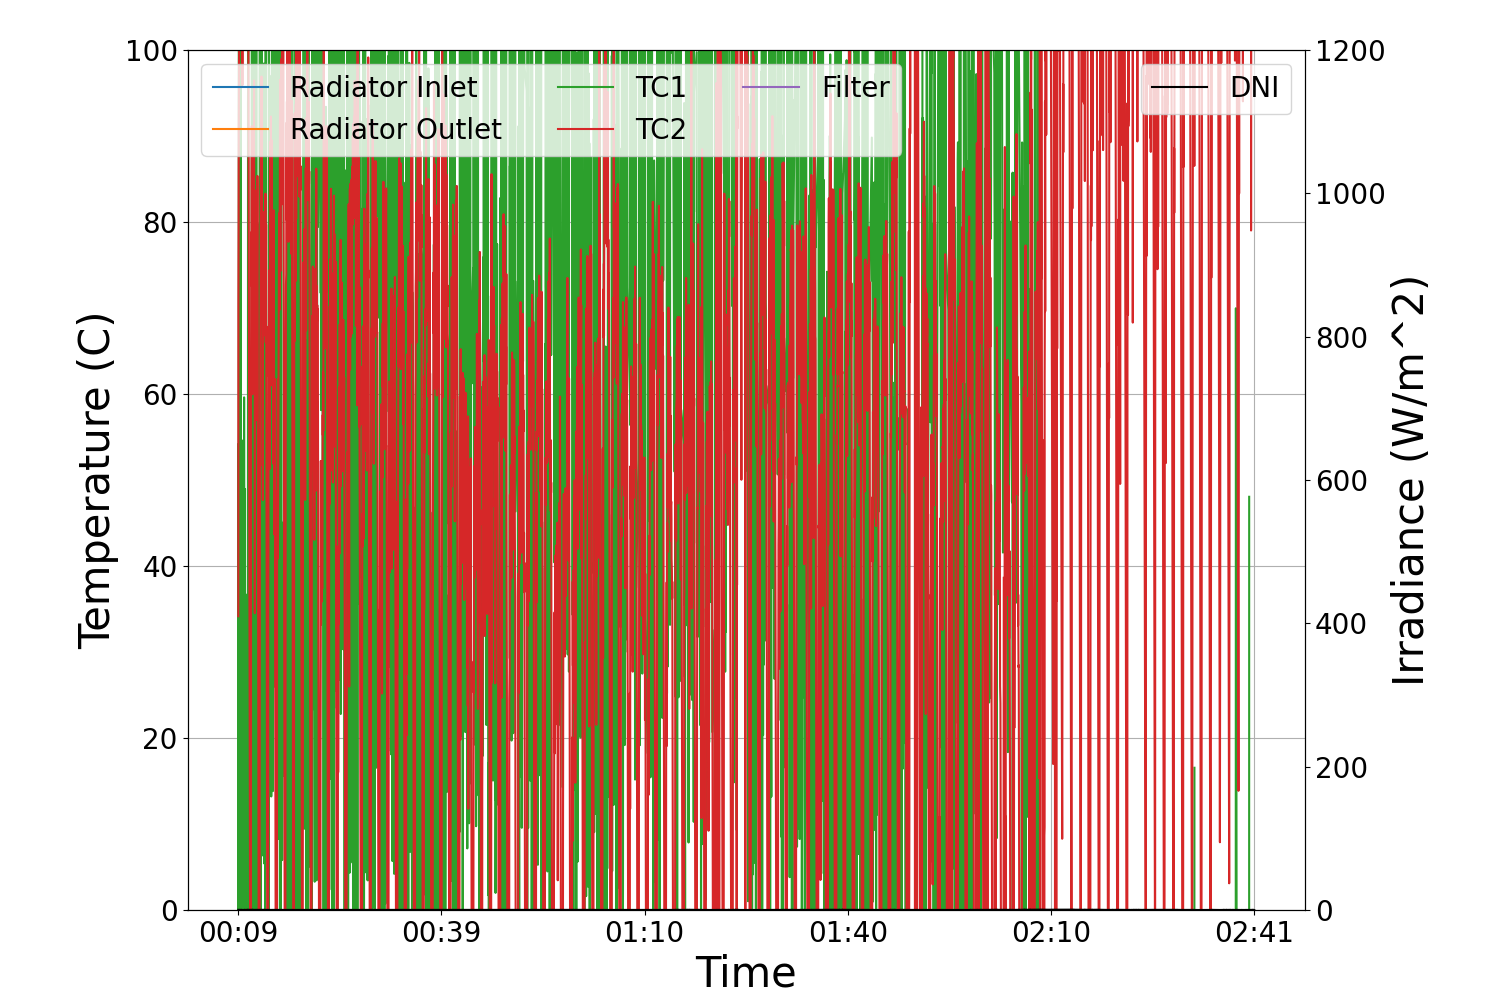 100
80
60
40
20
0
Temperature (C)
Radiator Inlet
Radiator Outlet
TC1
TC2
Filter
DNI
1200
1000
800
600
400
200
0
Irradiance (W/m^2)
00:09 00:39 01:10 01:40 02:10 02:41
Time